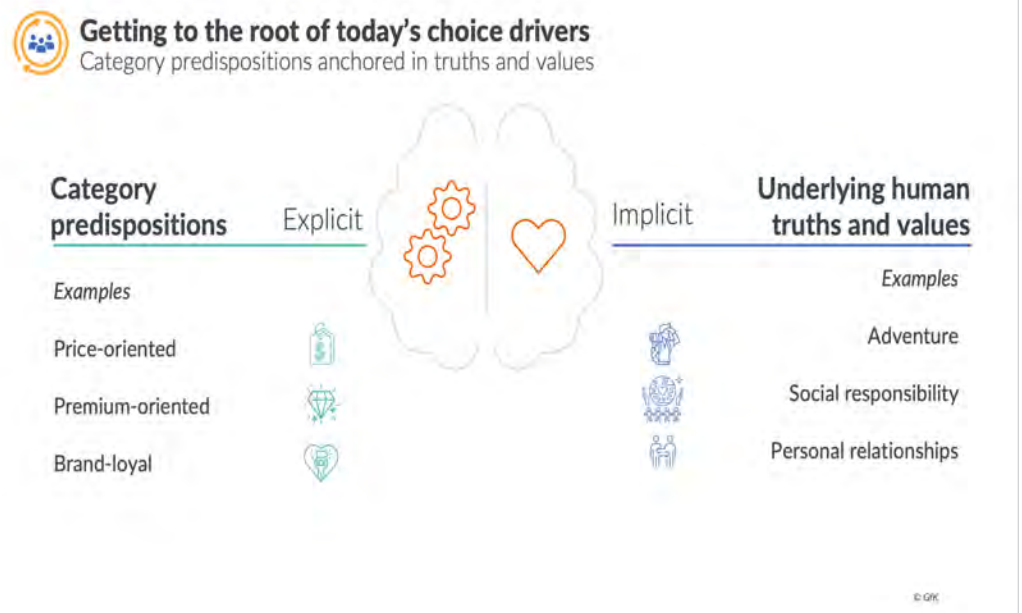 Getting to the root of today's choice drivers
Category predispositions anchored in truths and values
Category
predispositions
Explicit
Examples
Price-oriented
$
Premium-oriented
Brand-loyal
Implicit
Underlying human
truths and values
Examples
Adventure
Social responsibility
Personal relationships
© GfK